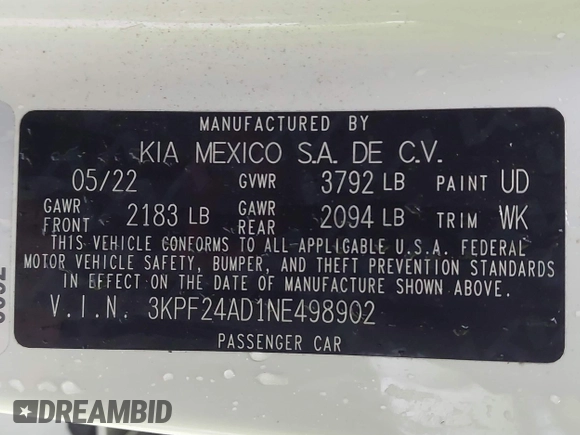 MANUFACTURED BY
KIA MEXICO S.A. DE C.V.
05/22 GVWR 3792 LB PAINT UD
GAWR FRONT 2183 LB GAWR REAR 2094 LB TRIM WK
THIS VEHICLE CONFORMS TO ALL APPLICABLE U.S.A. FEDERAL
MOTOR VEHICLE SAFETY, BUMPER, AND THEFT PREVENTION STANDARDS
IN EFFECT ON THE DATE OF MANUFACTURE SHOWN ABOVE.
V.I.N. 3KPF24AD1NE498902
PASSENGER CAR
DREAMBID